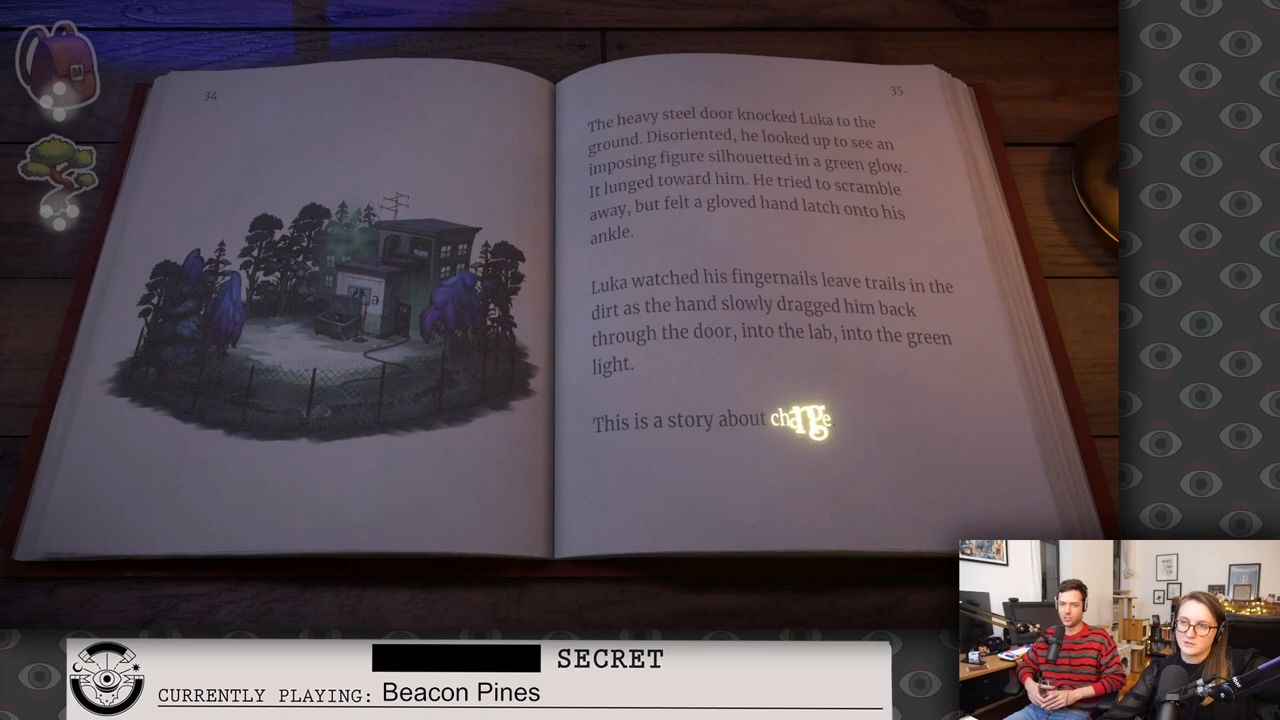 34
35
The heavy steel door knocked Luka to the
ground. Disoriented, he looked up to see an
imposing figure silhouetted in a green glow.
It lunged toward him. He tried to scramble
away, but felt a gloved hand latch onto his
ankle.
Luka watched his fingernails leave trails in the
dirt as the hand slowly dragged him back
through the door, into the lab, into the green
light.
This is a story about change.
SECRET
CURRENTLY PLAYING: Beacon Pines